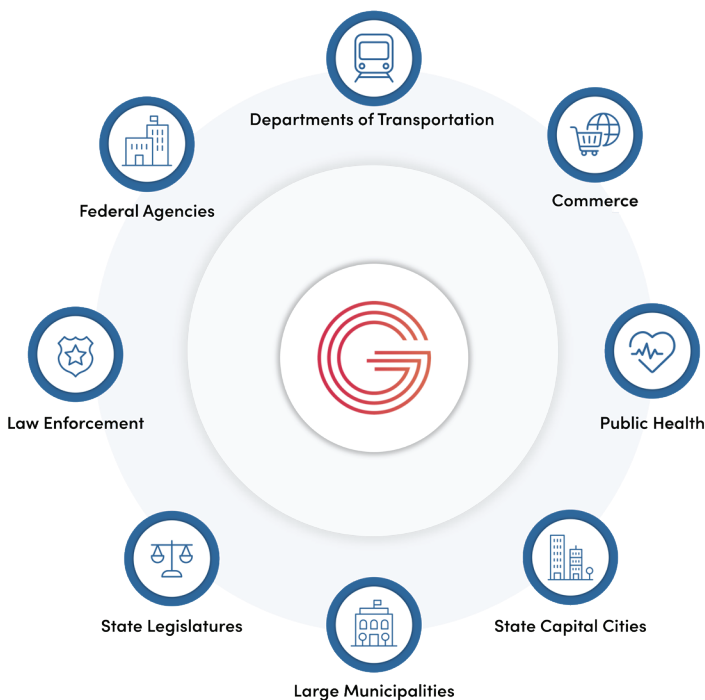 Departments of Transportation
Commerce
Federal Agencies
Law Enforcement
Public Health
State Legislatures
State Capital Cities
Large Municipalities